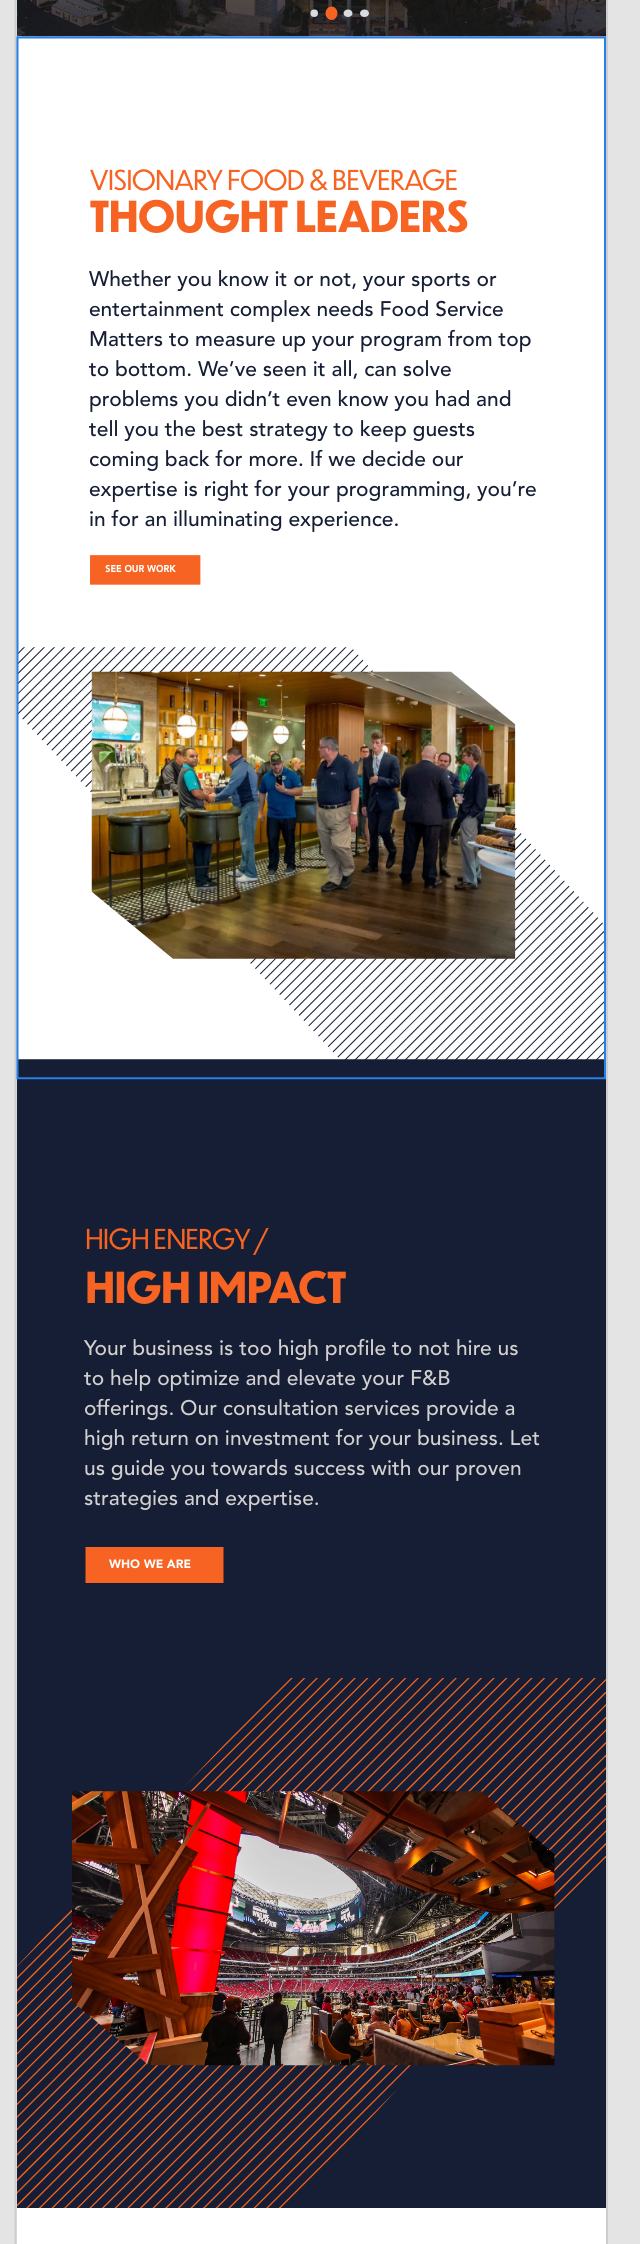 VISIONARY FOOD & BEVERAGE
THOUGHT LEADERS
Whether you know it or not, your sports or
entertainment complex needs Food Service
Matters to measure up your program from top
to bottom. We’ve seen it all, can solve
problems you didn’t even know you had and
tell you the best strategy to keep guests
coming back for more. If we decide our
expertise is right for your programming, you’re
in for an illuminating experience.
SEE OUR WORK
HIGH ENERGY /
HIGH IMPACT
Your business is too high profile to not hire us
to help optimize and elevate your F&B
offerings. Our consultation services provide a
high return on investment for your business. Let
us guide you towards success with our proven
strategies and expertise.
WHO WE ARE